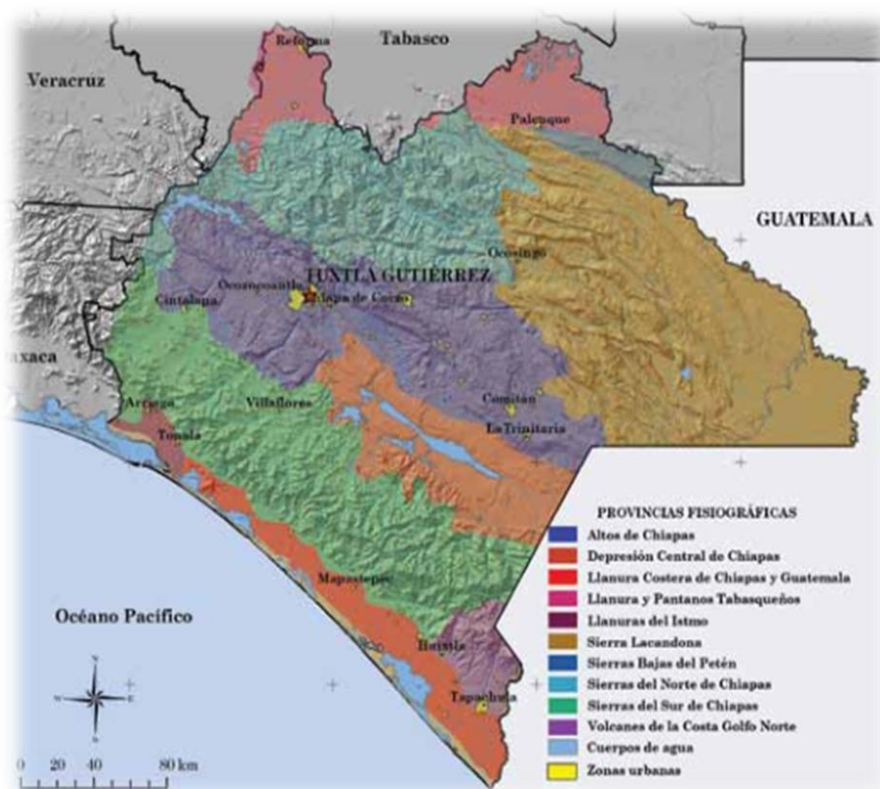 Reforma
Tabasco
Veracruz
Palenque
GUATEMALA
Ocosingo
TUXTLA GUTIÉRREZ
Ocozocoautla
de Corzo
Cintalapa
axaca
Arriaga
Villaflores
Comitán
La Trinitaria
Tonalá
Mapastepec
Océano Pacífico
Huixtla
Tapachula
0 20 40 80 km
PROVINCIAS FISIOGRÁFICAS
Altos de Chiapas
Depresión Central de Chiapas
Llanura Costera de Chiapas y Guatemala
Llanura y Pantanos Tabasqueños
Llanuras del Istmo
Sierra Lacandona
Sierras Bajas del Petén
Sierras del Norte de Chiapas
Sierras del Sur de Chiapas
Volcanes de la Costa Golfo Norte
Cuerpos de agua
Zonas urbanas